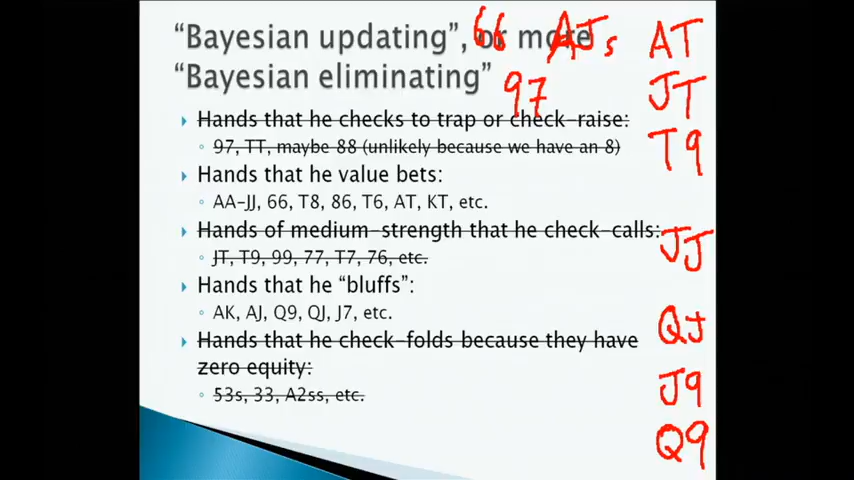 “Bayesian updating”, or more
“Bayesian eliminating”
66 AJs AT
97 JT
T9
JJ
QJ
J9
Q9
Hands that he checks to trap or check-raise:
97, TT, maybe 88 (unlikely because we have an 8)
Hands that he value bets:
AA-JJ, 66, T8, 86, T6, AT, KT, etc.
Hands of medium-strength that he check-calls:
JT, T9, 99, 77, T7, 76, etc.
Hands that he “bluffs”:
AK, AJ, Q9, QJ, J7, etc.
Hands that he check-folds because they have
zero equity:
53s, 33, A2ss, etc.